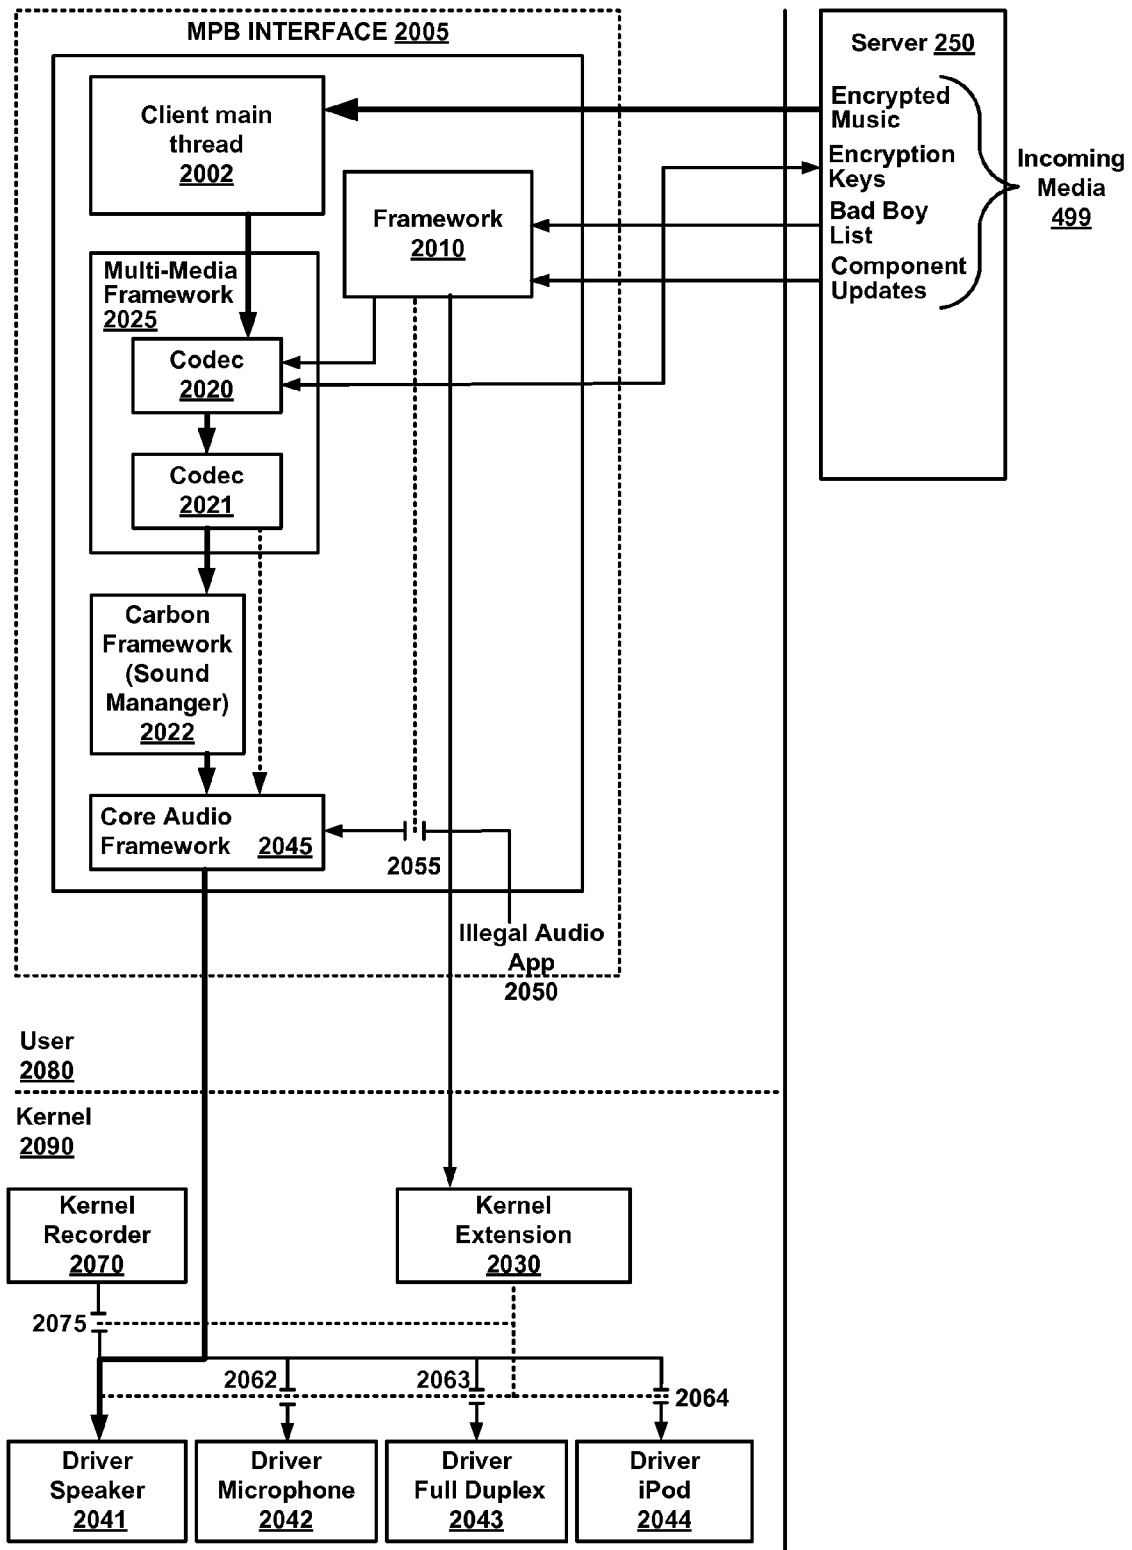 MPB INTERFACE 2005
Server 250
Client main
thread
2002
Encrypted
Music
Encryption
Keys
Bad Boy
List
Component
Updates
Incoming
Media
499
Framework
2010
Multi-Media
Framework
2025
Codec
2020
Codec
2021
Carbon
Framework
(Sound
Mananger)
2022
Core Audio
Framework 2045
2055
Illegal Audio
App
2050
User
2080
Kernel
2090
Kernel
Recorder
2070
Kernel
Extension
2030
2075
2062
2063
2064
Driver
Speaker
2041
Driver
Microphone
2042
Driver
Full Duplex
2043
Driver
iPod
2044